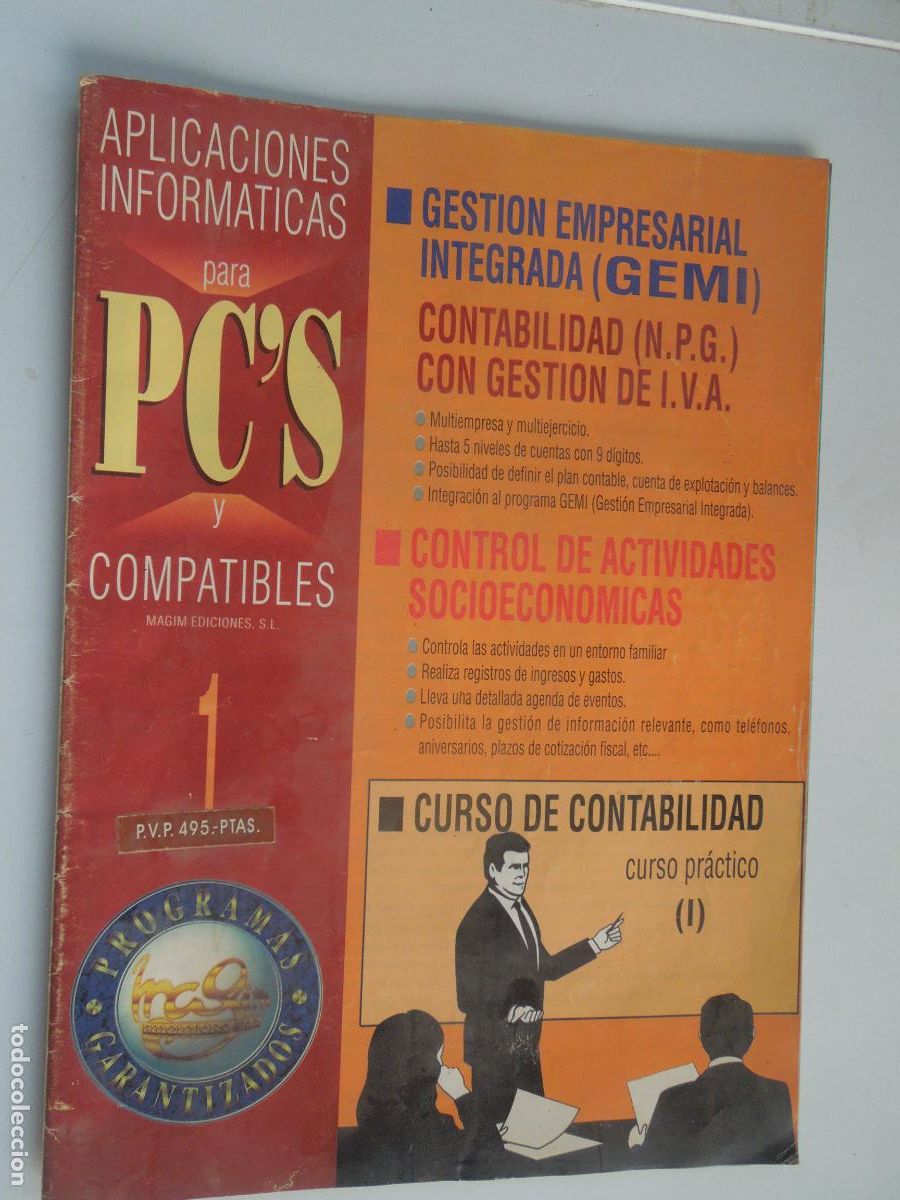 APLICACIONES
INFORMATICAS
para
PC'S
y
COMPATIBLES
MAGIM EDICIONES, S.L.
1
P.V.P. 495.-PTAS.
PROGRAMAS
GARANTIZADOS
GESTION EMPRESARIAL
INTEGRADA (GEMI)
CONTABILIDAD (N.P.G.)
CON GESTION DE I.V.A.
Multiempresa y multiejercicio.
Hasta 5 niveles de cuentas con 9 dígitos.
Posibilidad de definir el plan contable, cuenta de explotación y balances.
Integración al programa GEMI (Gestión Empresarial Integrada).
CONTROL DE ACTIVIDADES
SOCIOECONOMICAS
Controla las actividades en un entorno familiar
Realiza registros de ingresos y gastos.
Lleva una detallada agenda de eventos.
Posibilita la gestión de información relevante, como teléfonos,
aniversarios, plazos de cotización fiscal, etc....
CURSO DE CONTABILIDAD
curso práctico
(I)
todocoleccion